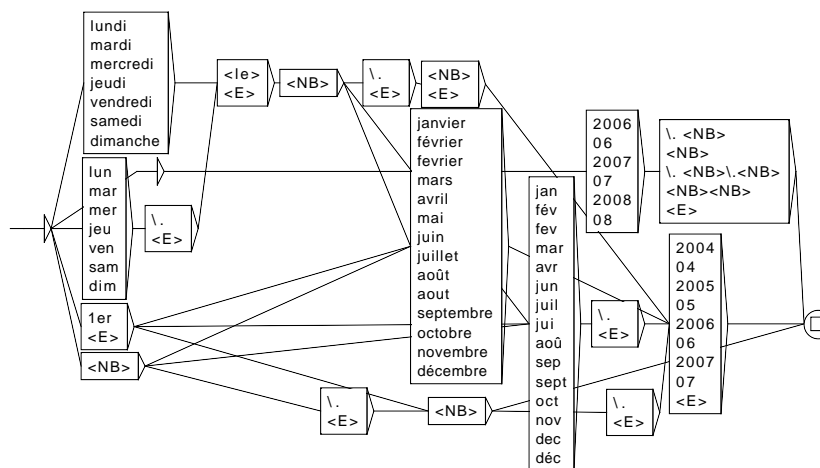 lundi
mardi
mercredi
jeudi
vendredi
samedi
dimanche
<le>
<E>
<NB>
\.
<E>
<NB>
<E>
janvier
février
fevrier
mars
avril
mai
juin
juillet
août
aout
septembre
octobre
novembre
décembre
2006
06
2007
07
2008
08
\. <NB>
<NB>
\. <NB>\.<NB>
<NB><NB>
<E>
lun
mar
mer
jeu
ven
sam
dim
\.
<E>
jan
fév
fev
mar
avr
jun
juil
jui
aoû
sep
sept
oct
nov
dec
déc
\.
<E>
2004
04
2005
05
2006
06
2007
07
<E>
1er
<E>
<NB>
\.
<E>
<NB>
\.
<E>